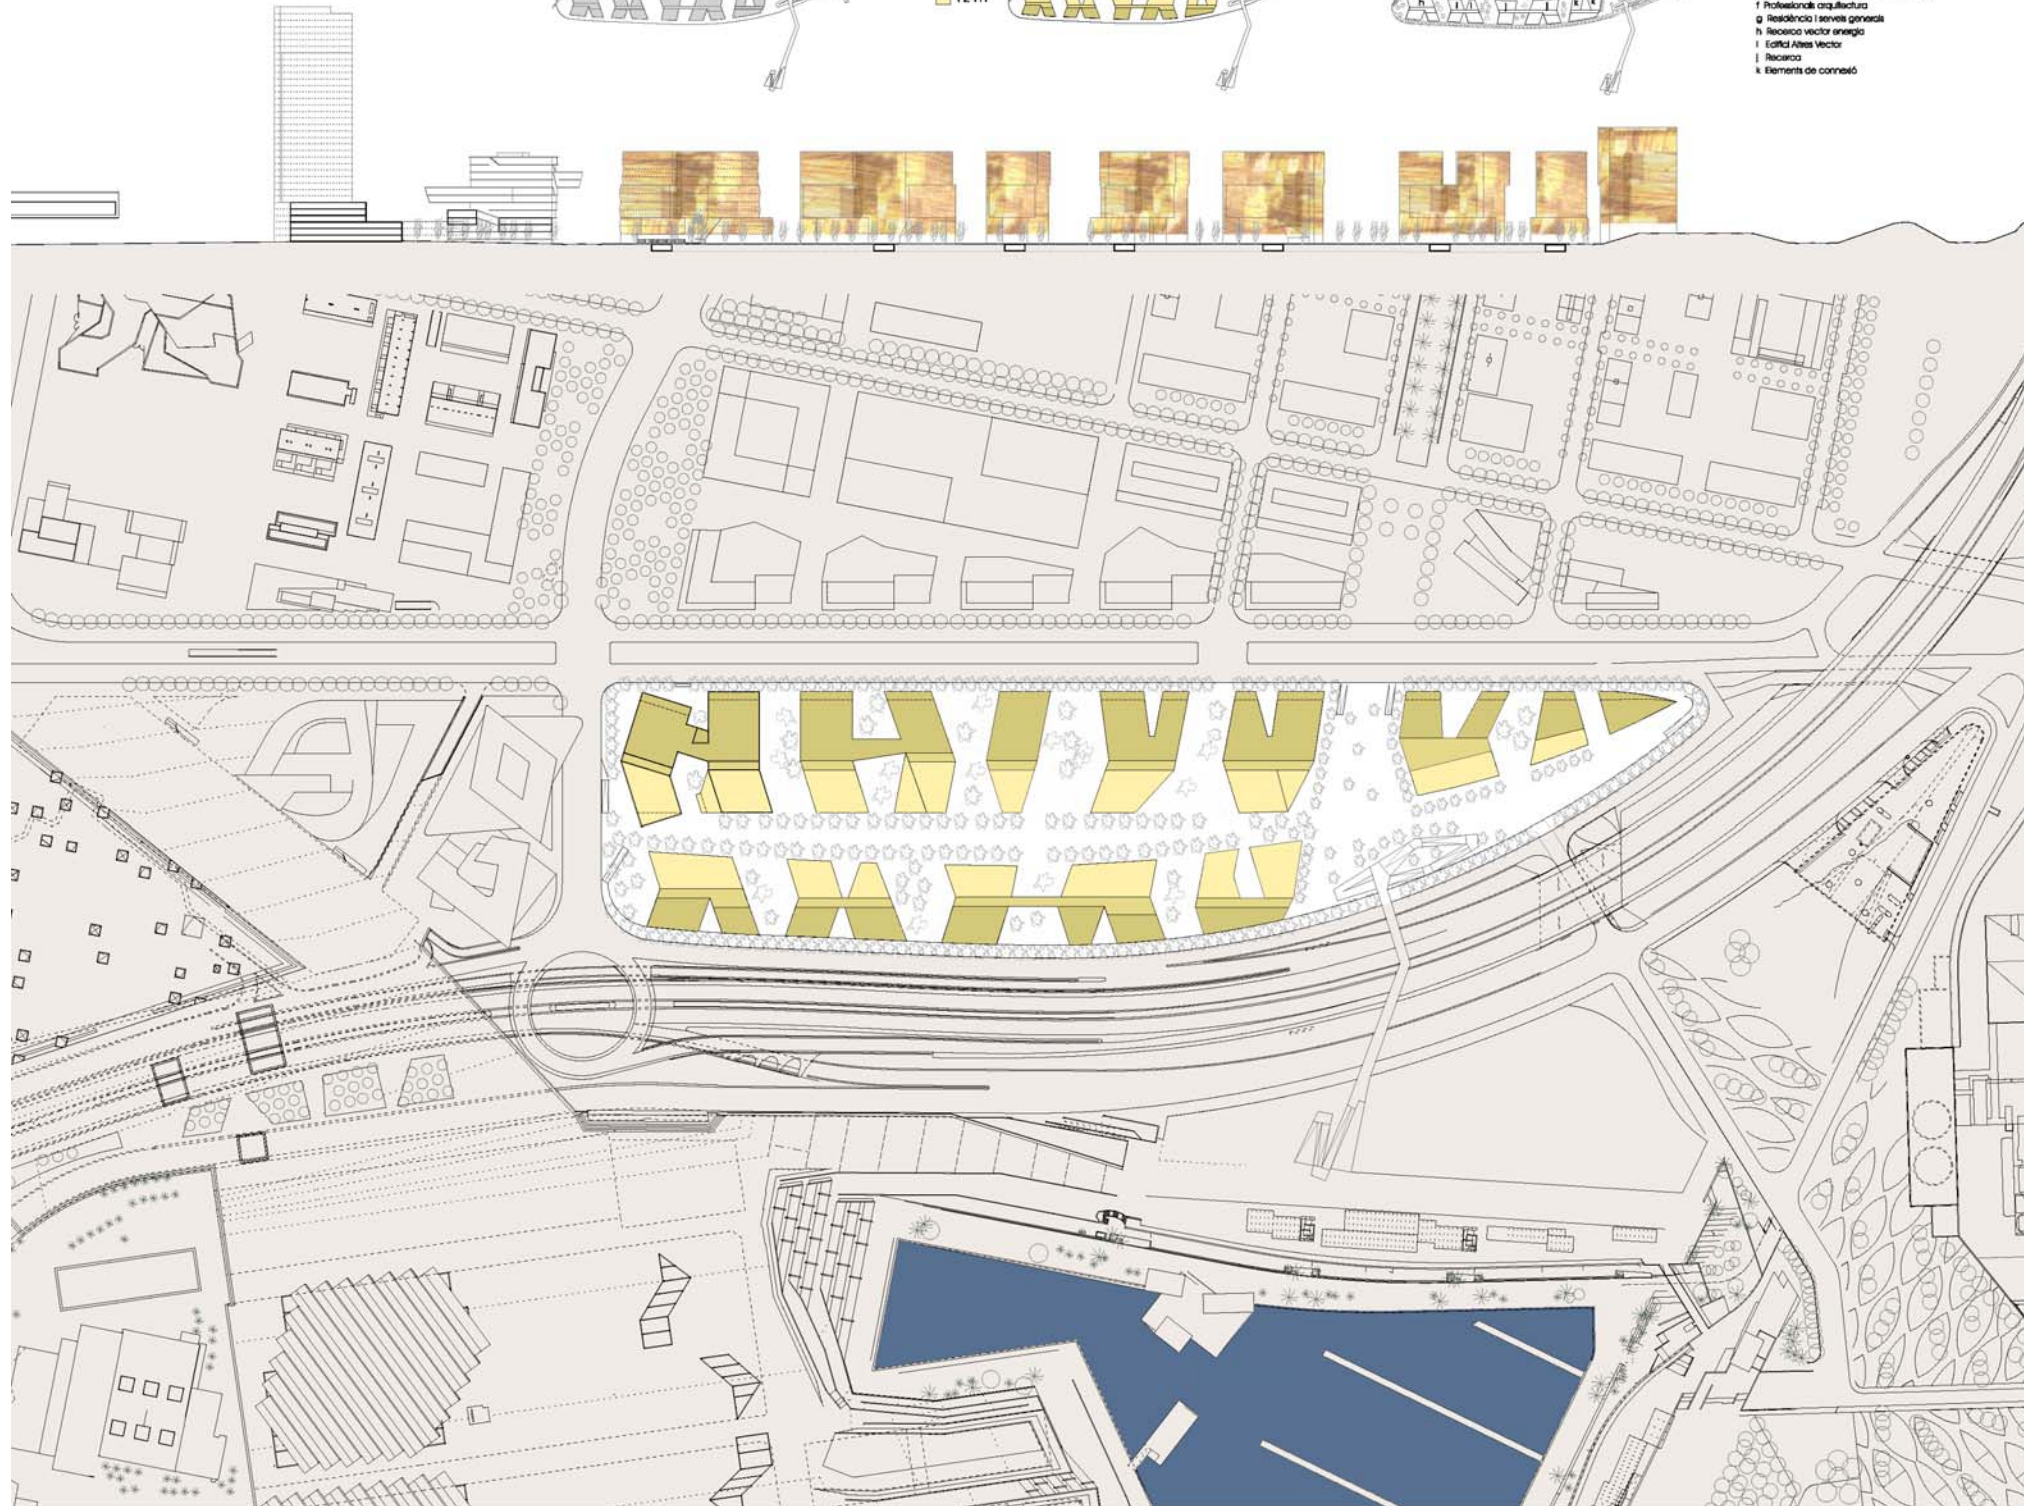 f Professionals arquitectura
g Residència i serveis generals
h Recerca vector energia
i Edifici Altres Vector
j Recerca
k Elements de connexió